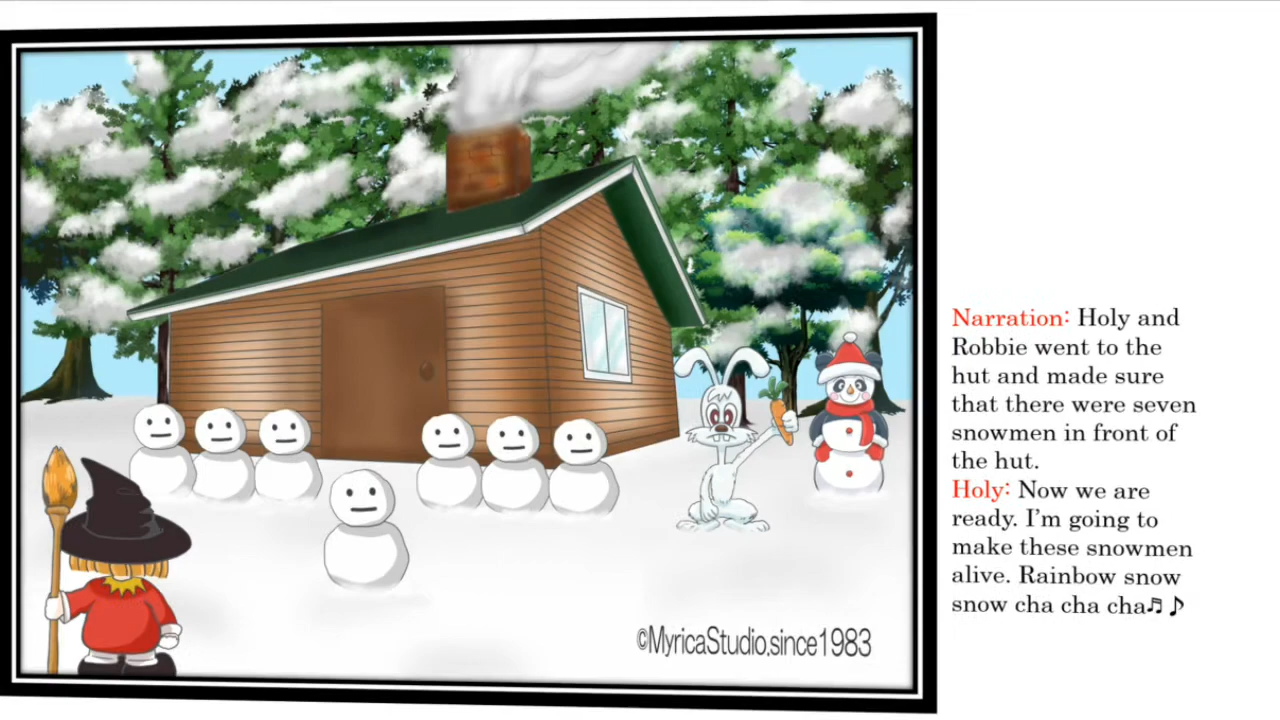 Narration: Holy and
Robbie went to the
hut and made sure
that there were seven
snowmen in front of
the hut.
Holy: Now we are
ready. I'm going to
make these snowmen
alive. Rainbow snow
snow cha cha cha♬♪
©MyricaStudio,since1983